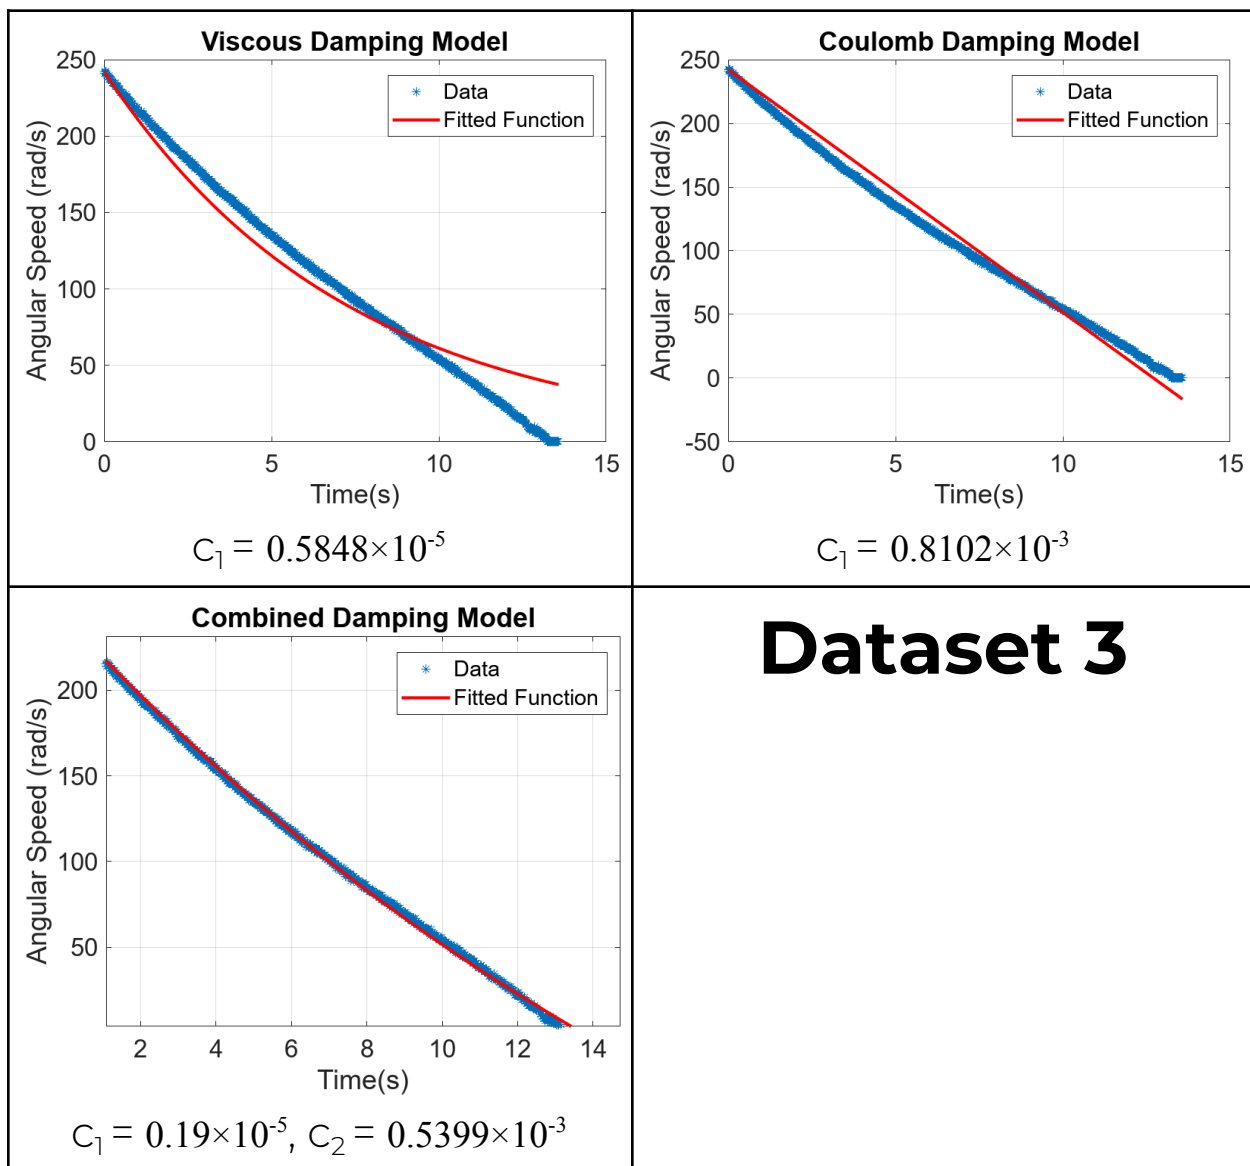 Viscous Damping Model
250
200
150
100
50
0
Angular Speed (rad/s)
Data
Fitted Function
0 5 10 15
Time(s)
C₁ = 0.5848×10⁻⁵
Coulomb Damping Model
250
200
150
100
50
0
-50
Angular Speed (rad/s)
Data
Fitted Function
0 5 10 15
Time(s)
C₁ = 0.8102×10⁻³
Combined Damping Model
200
150
100
50
Angular Speed (rad/s)
Data
Fitted Function
2 4 6 8 10 12 14
Time(s)
C₁ = 0.19×10⁻⁵, C₂ = 0.5399×10⁻³
Dataset 3